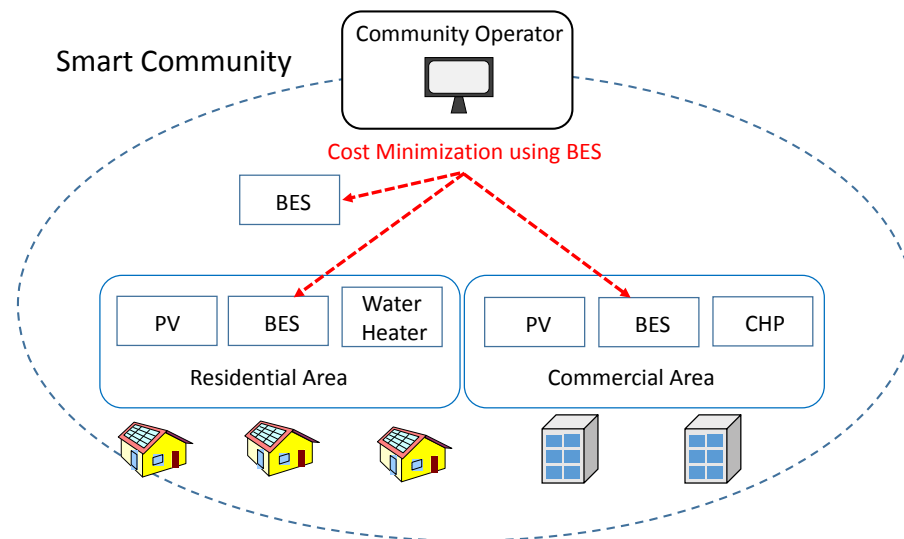 Community Operator
Smart Community
Cost Minimization using BES
BES
PV
BES
Water
Heater
Residential Area
PV
BES
CHP
Commercial Area